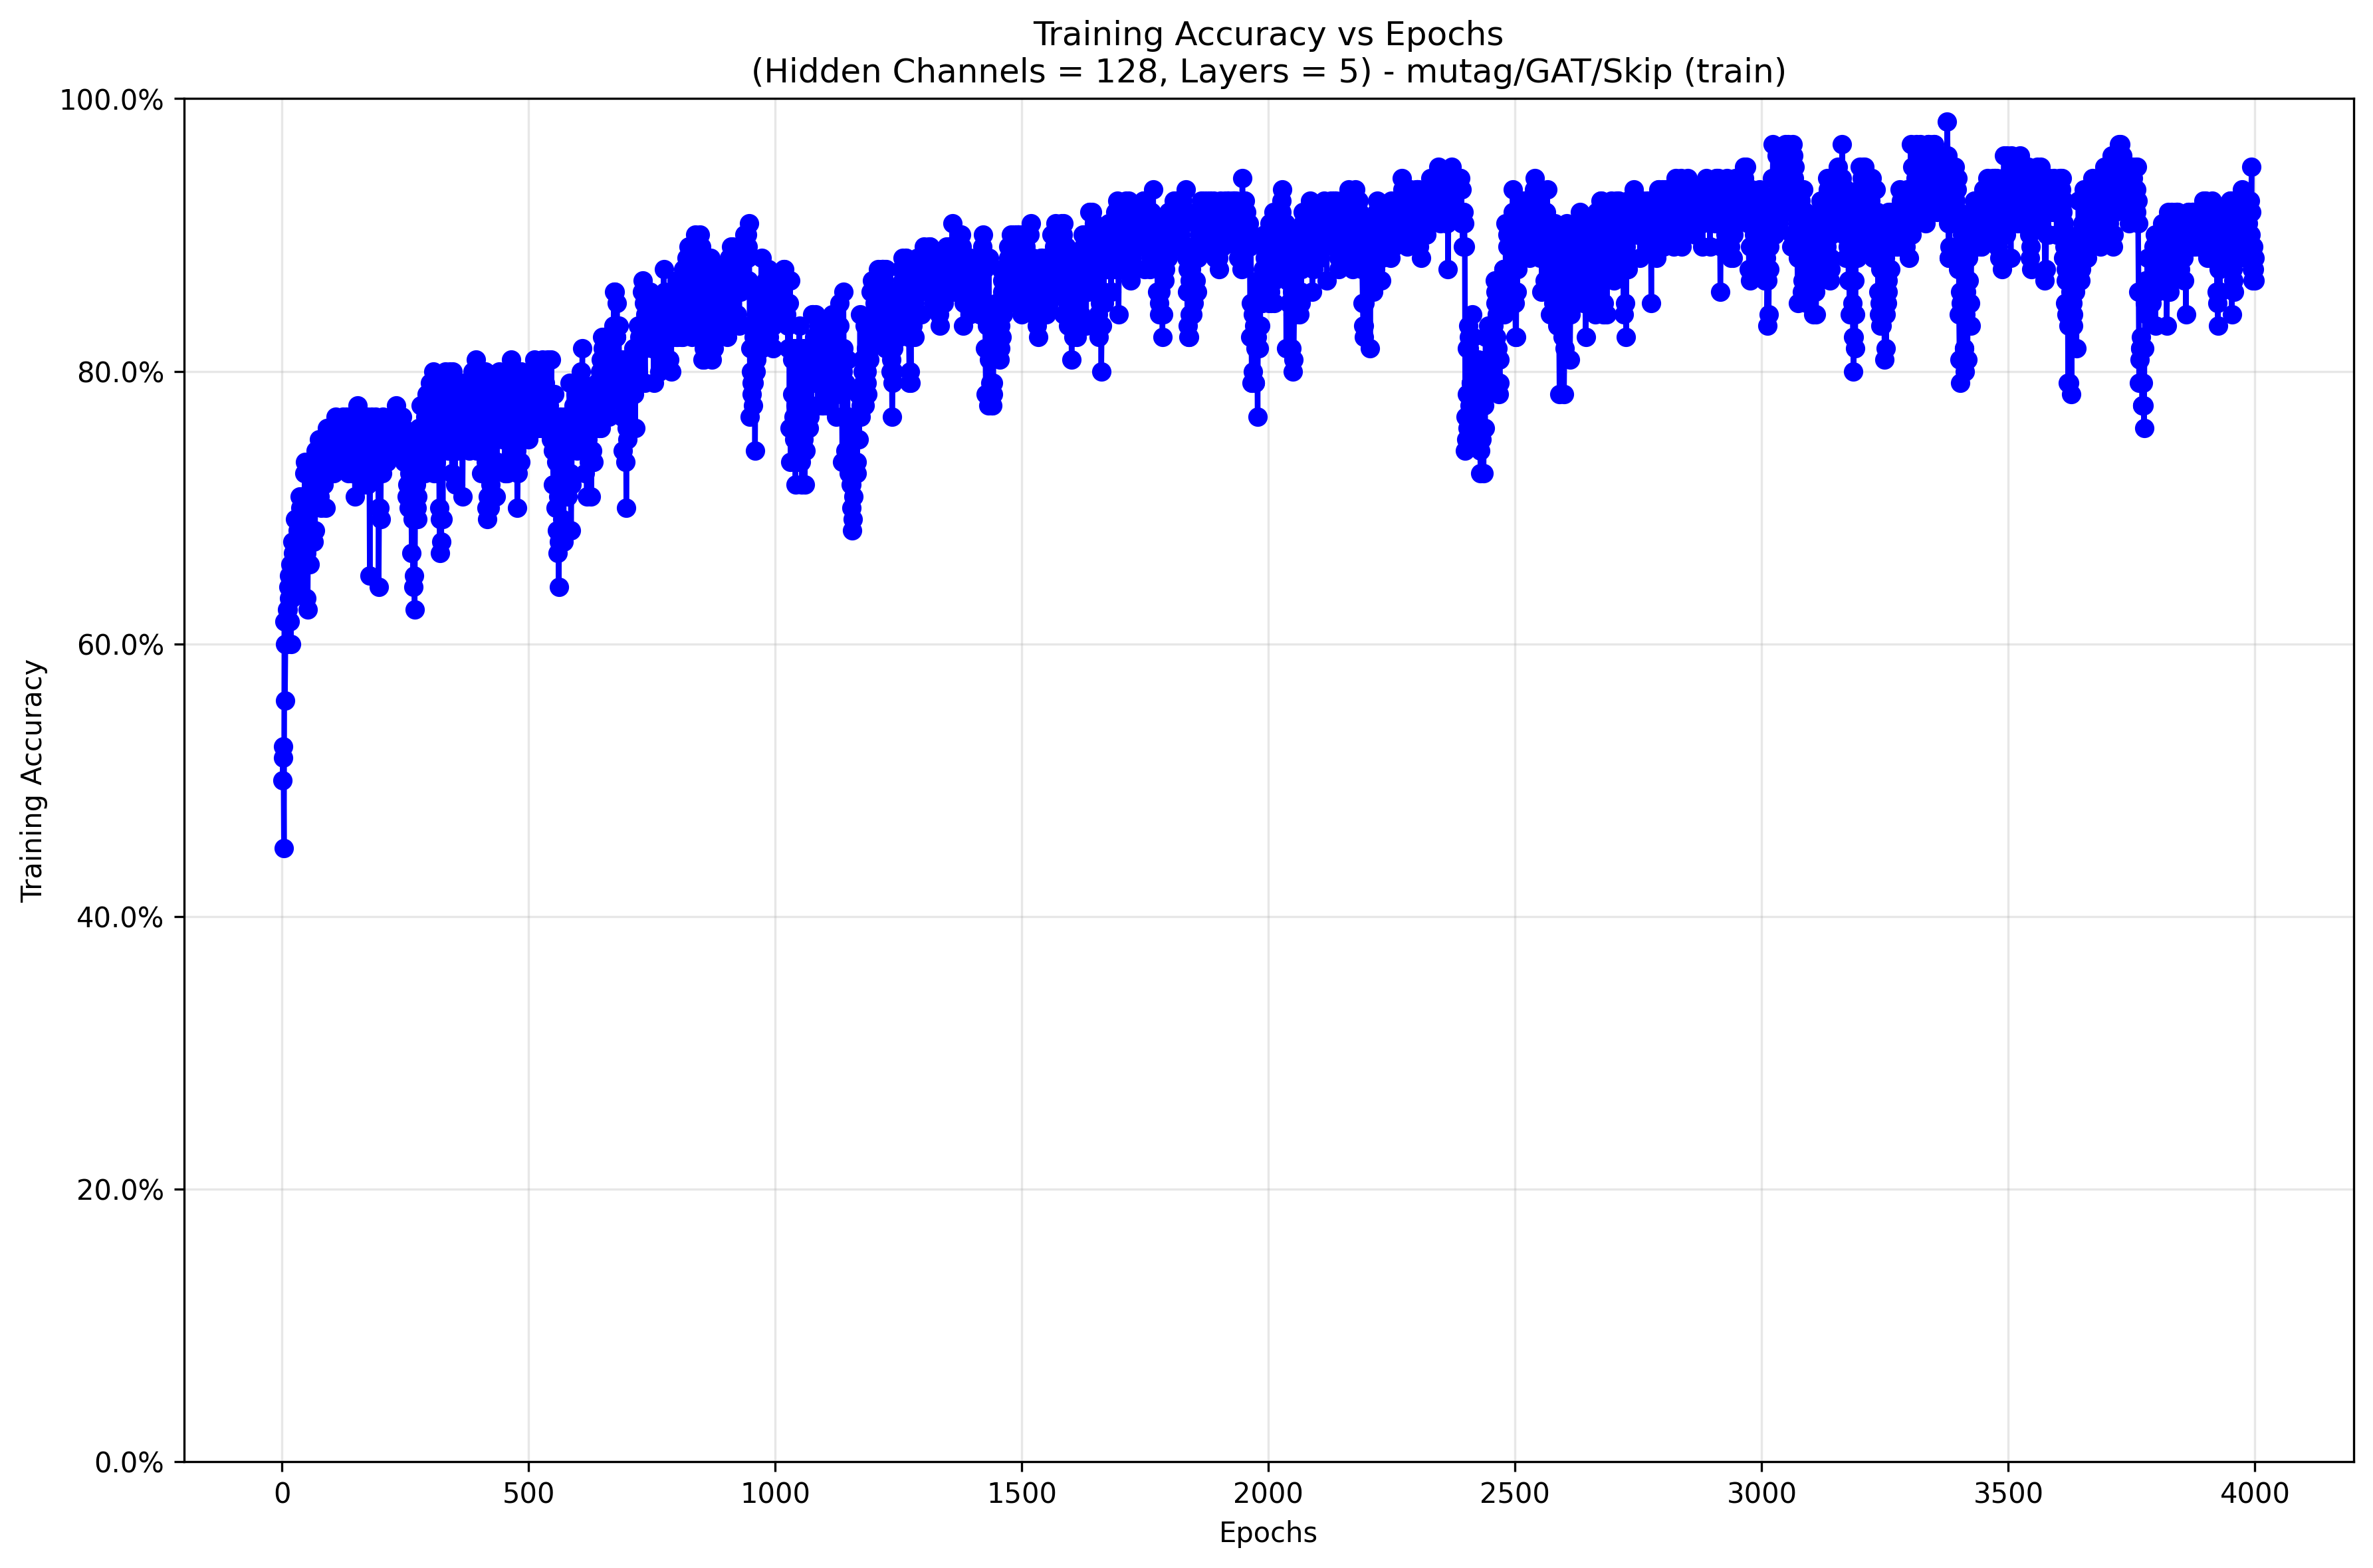 Training Accuracy vs Epochs
(Hidden Channels = 128, Layers = 5) - mutag/GAT/Skip (train)
100.0%
80.0%
60.0%
40.0%
20.0%
0.0%
Training Accuracy
0 500 1000 1500 2000 2500 3000 3500 4000
Epochs